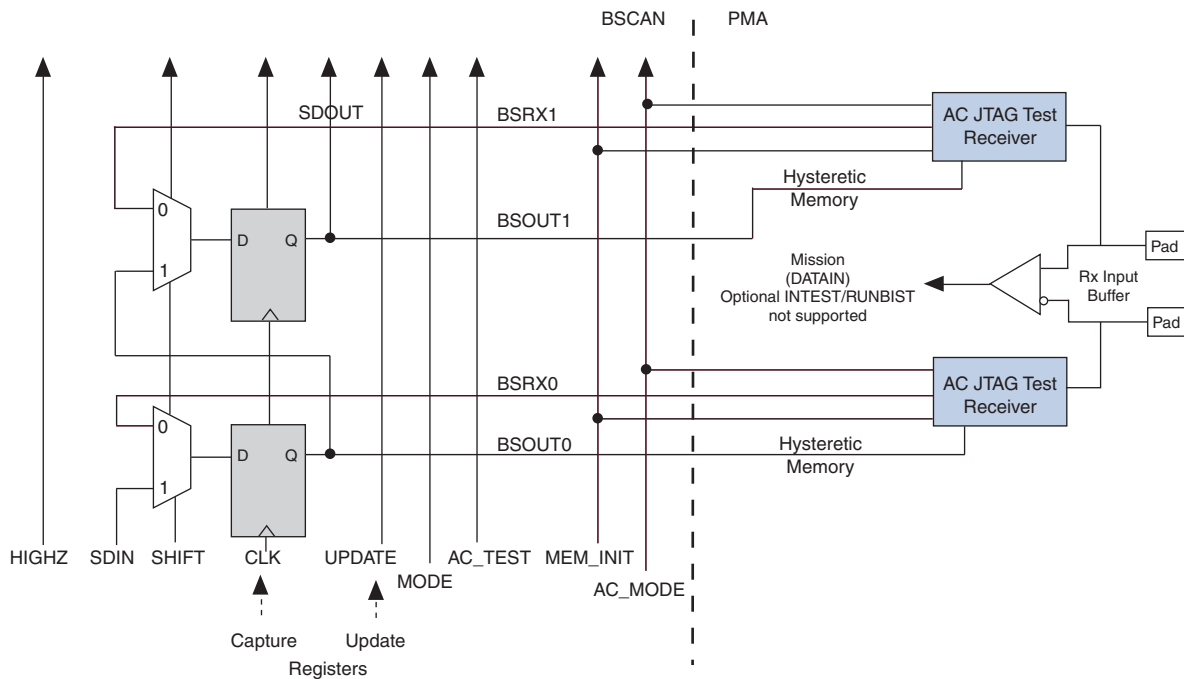 BSCAN
PMA
SDOUT
BSRX1
AC JTAG Test
Receiver
0
Hysteretic
Memory
D
Q
BSOUT1
1
Pad
Mission
(DATAIN)
Optional INTEST/RUNBIST
not supported
Rx Input
Buffer
Pad
BSRX0
AC JTAG Test
Receiver
0
BSOUT0
Hysteretic
Memory
D
Q
1
HIGHZ
SDIN
SHIFT
CLK
UPDATE
MODE
AC_TEST
MEM_INIT
AC_MODE
Capture
Update
Registers